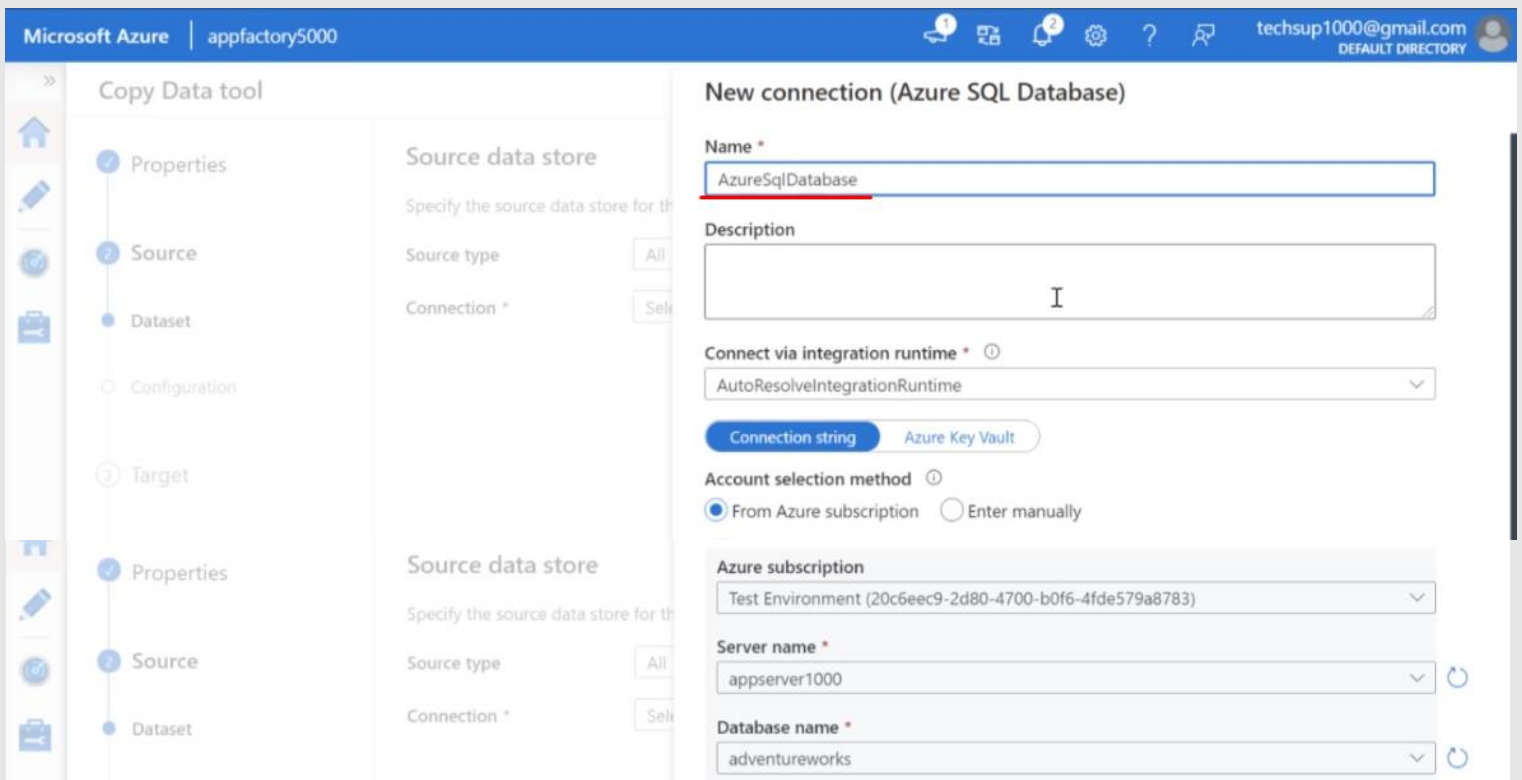 Microsoft Azure | appfactory5000
1
2
techsup1000@gmail.com
DEFAULT DIRECTORY
Copy Data tool
Properties
Source
Dataset
Configuration
3 Target
Source data store
Specify the source data store for th
Source type All
Connection * Sele
New connection (Azure SQL Database)
Name *
AzureSqlDatabase
Description
Connect via integration runtime *
AutoResolveIntegrationRuntime
Connection string Azure Key Vault
Account selection method
From Azure subscription Enter manually
Properties
2 Source
Dataset
Source data store
Specify the source data store for th
Source type All
Connection * Sele
Azure subscription
Test Environment (20c6eec9-2d80-4700-b0f6-4fde579a8783)
Server name *
appserver1000
Database name *
adventureworks